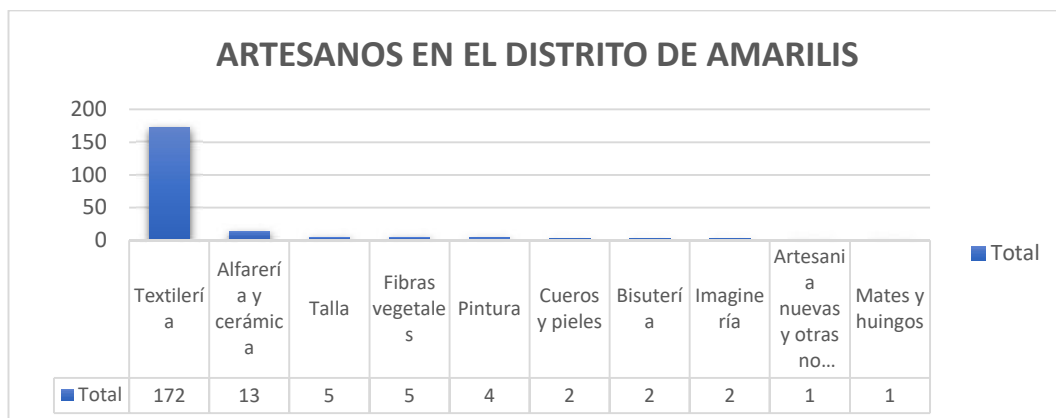 ARTESANOS EN EL DISTRITO DE AMARILIS
200
150
100
50
0
Textilerí
a
Alfarerí
a y
cerámic
a
Talla
Fibras
vegetale
s
Pintura
Cueros
y pieles
Bisuterí
a
Imagine
ría
Artesani
a
nuevas
y otras
no...
Mates y
huingos
Total
Total 172 13 5 5 4 2 2 2 1 1